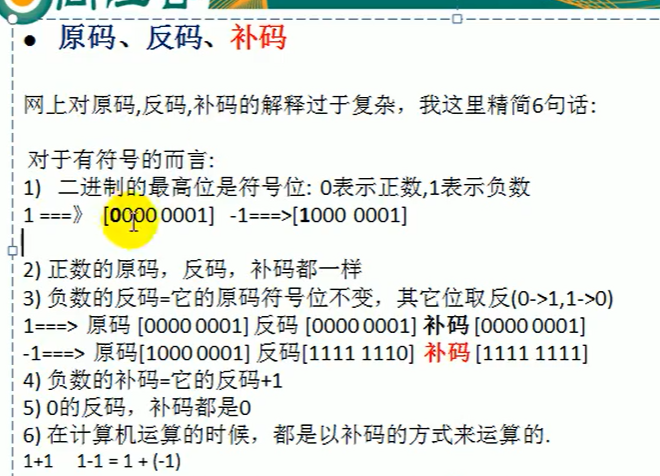 ● 原码、反码、补码
网上对原码,反码,补码的解释过于复杂，我这里精简6句话:
对于有符号的而言:
1) 二进制的最高位是符号位: 0表示正数,1表示负数
1 ===》 [0000 0001] -1===>[1000 0001]
2) 正数的原码，反码，补码都一样
3) 负数的反码=它的原码符号位不变，其它位取反(0->1,1->0)
1===> 原码 [0000 0001] 反码 [0000 0001] 补码 [0000 0001]
-1===> 原码[1000 0001] 反码[1111 1110] 补码 [1111 1111]
4) 负数的补码=它的反码+1
5) 0的反码，补码都是0
6) 在计算机运算的时候，都是以补码的方式来运算的.
1+1 1-1 = 1 + (-1)